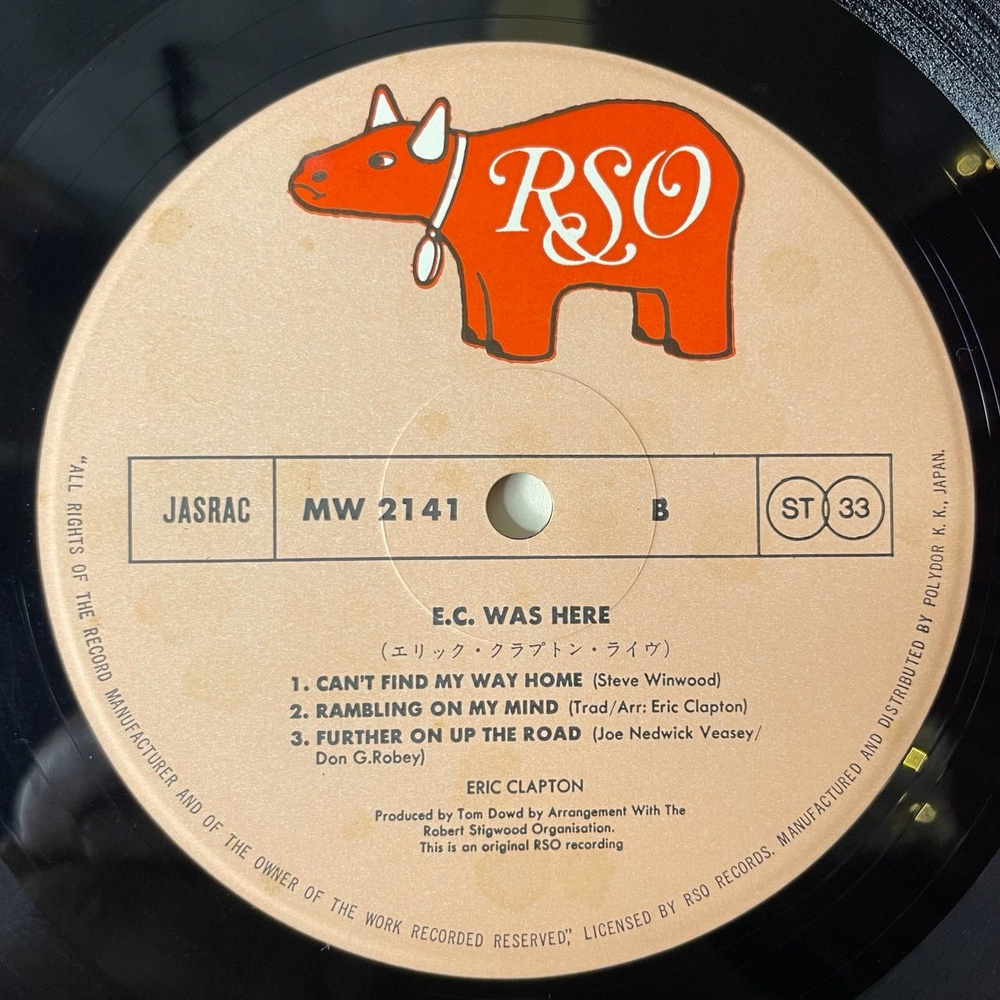 RSO
JASRAC
MW 2141
B
ST 33
E.C. WAS HERE
(エリック・クラプトン・ライヴ)
1. CAN'T FIND MY WAY HOME (Steve Winwood)
2. RAMBLING ON MY MIND (Trad/Arr: Eric Clapton)
3. FURTHER ON UP THE ROAD (Joe Nedwick Veasey/
Don G.Robey)
ERIC CLAPTON
Produced by Tom Dowd by Arrangement With The
Robert Stigwood Organisation.
This is an original RSO recording
"ALL RIGHTS OF THE RECORD MANUFACTURER AND OF THE OWNER OF THE WORK RECORDED RESERVED", LICENSED BY RSO RECORDS. MANUFACTURED AND DISTRIBUTED BY POLYDOR K. K., JAPAN.